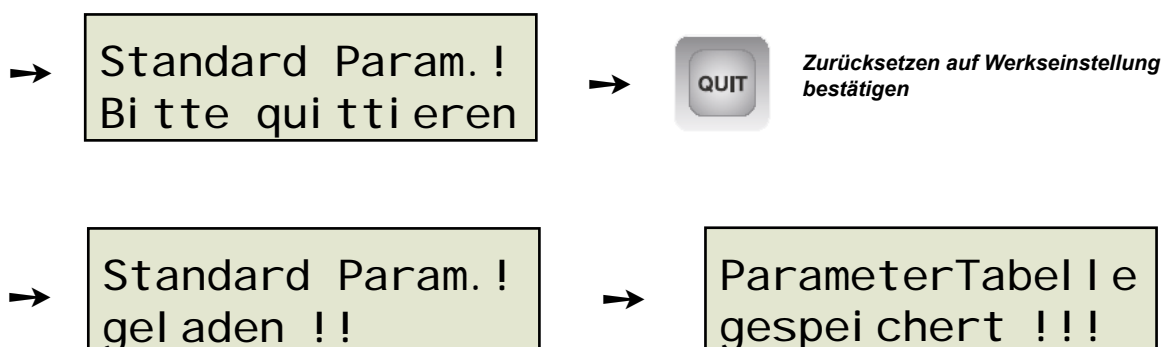 Standard Param.!
Bitte quittieren
QUIT
Zurücksetzen auf Werkseinstellung
bestätigen
Standard Param.!
geladen !!
ParameterTabelle
gespeichert !!!